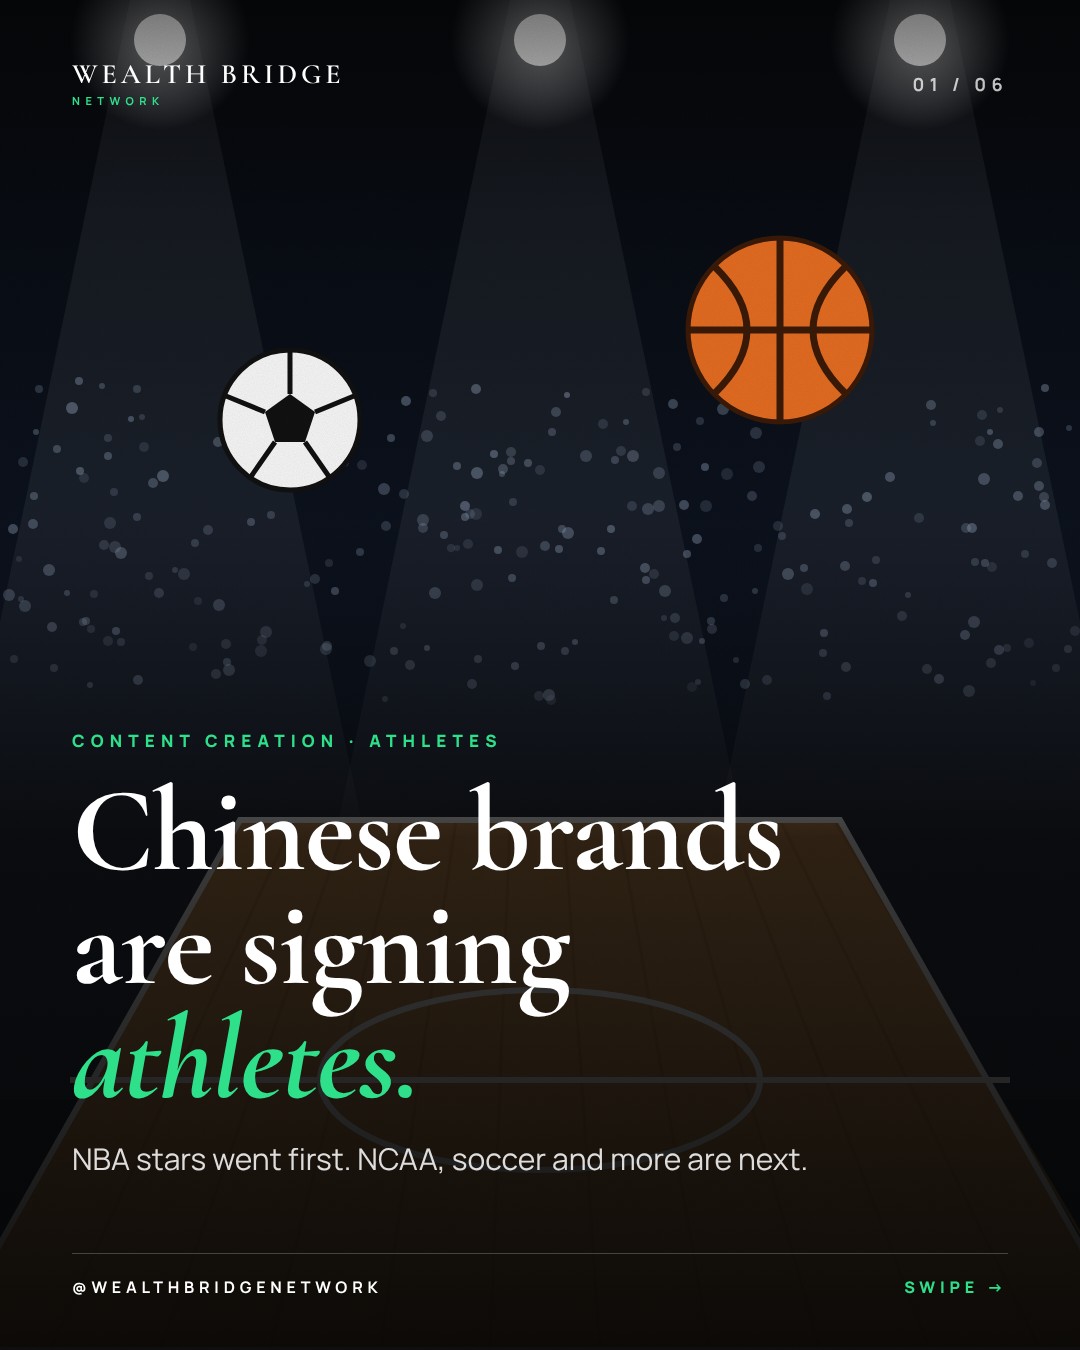 WEALTH BRIDGE
NETWORK
01 / 06
CONTENT CREATION · ATHLETES
Chinese brands
are signing
athletes.
NBA stars went first. NCAA, soccer and more are next.
@WEALTHBRIDGENETWORK
SWIPE →